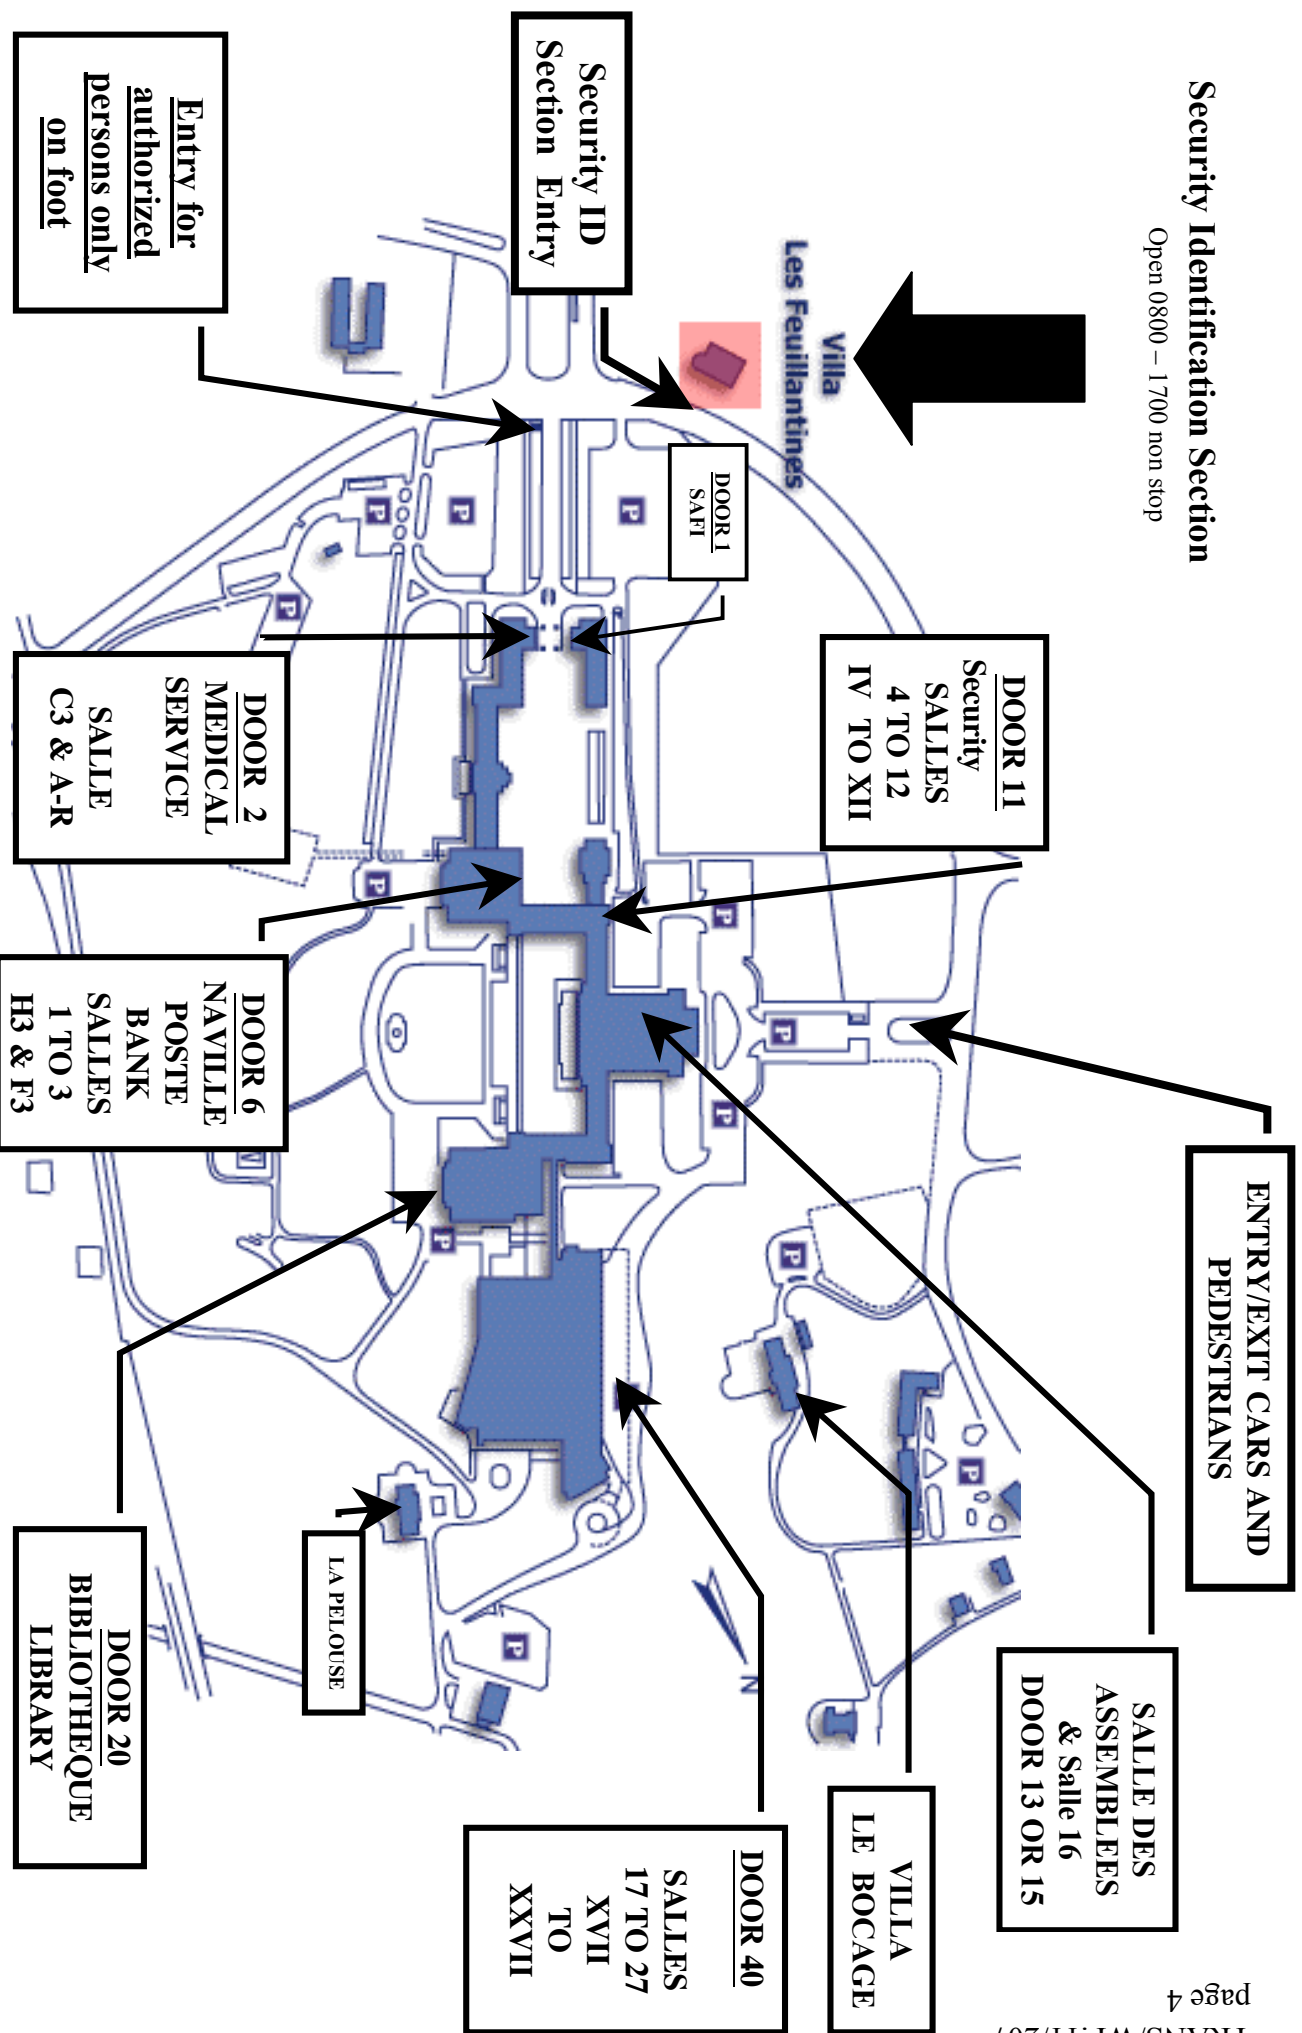 Security Identification Section
Open 0800 – 1700 non stop
Villa
Les Feuillantines
Security ID
Section Entry
Entry for
authorized
persons only
on foot
DOOR 1
SAFI
DOOR 11
Security
SALLES
4 TO 12
IV TO XII
DOOR 2
MEDICAL
SERVICE
SALLE
C3 & A-R
DOOR 6
NAVILLE
POSTE
BANK
SALLES
1 TO 3
H3 & F3
ENTRY/EXIT CARS AND
PEDESTRIANS
SALLE DES
ASSEMBLEES
& Salle 16
DOOR 13 OR 15
VILLA
LE BOCAGE
DOOR 40
SALLES
17 TO 27
XVII
TO
XXVII
LA PELOUSE
DOOR 20
BIBLIOTHEQUE
LIBRARY
P
P
P
P
P
P
P
P
P
P
P
P
N
page 4